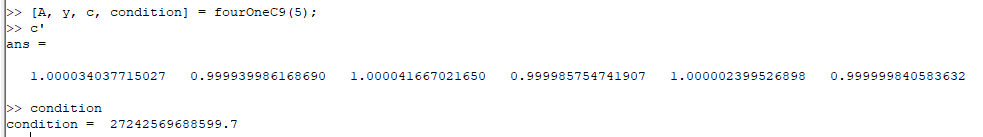 >> [A, y, c, condition] = fourOneC9(5);
>> c'
ans =
1.000034037715027 0.999939986168690 1.000041667021650 0.999985754741907 1.000002399526898 0.999999840583632
>> condition
condition = 27242569688599.7